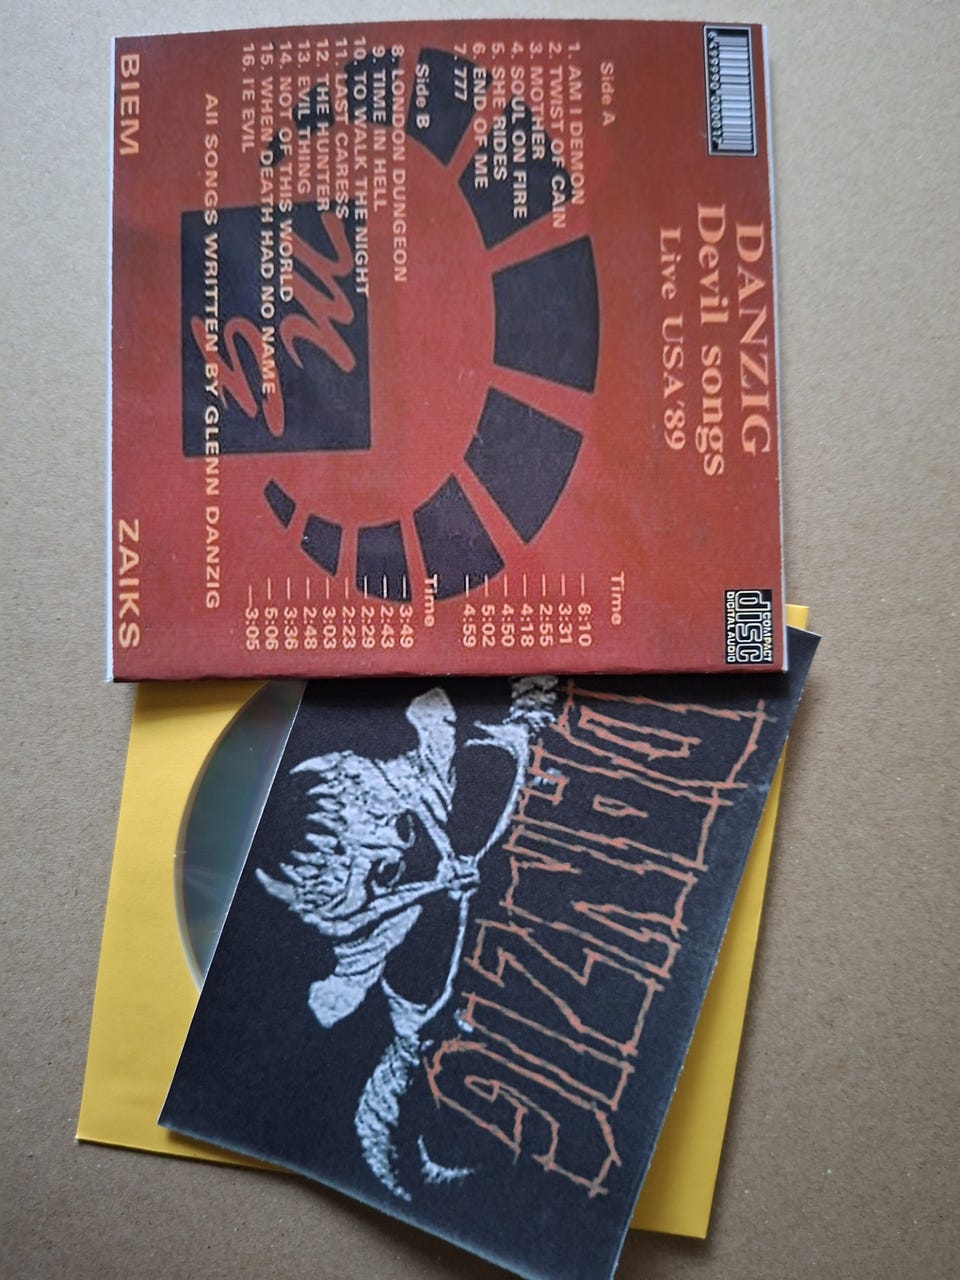 6 499990 000017
DANZIG
Devil songs
Live USA'89
COMPACT
disc
DIGITAL AUDIO
Side A Time
1. AM I DEMON — 6:10
2. TWIST OF CAIN — 3:31
3. MOTHER — 2:55
4. SOUL ON FIRE — 4:18
5. SHE RIDES — 4:50
6. END OF ME — 5:02
7. 777 — 4:59
Side B Time
8. LONDON DUNGEON — 3:49
9. TIME IN HELL — 2:43
10. TO WALK THE NIGHT — 2:29
11. LAST CARESS — 2:23
12. THE HUNTER — 3:03
13. EVIL THING — 2:48
14. NOT OF THIS WORLD — 3:36
15. WHEN DEATH HAD NO NAME — 5:06
16. I'E EVIL — 3:05
All SONGS WRITTEN BY GLENN DANZIG
BIEM ZAIKS
MG
DANZIG